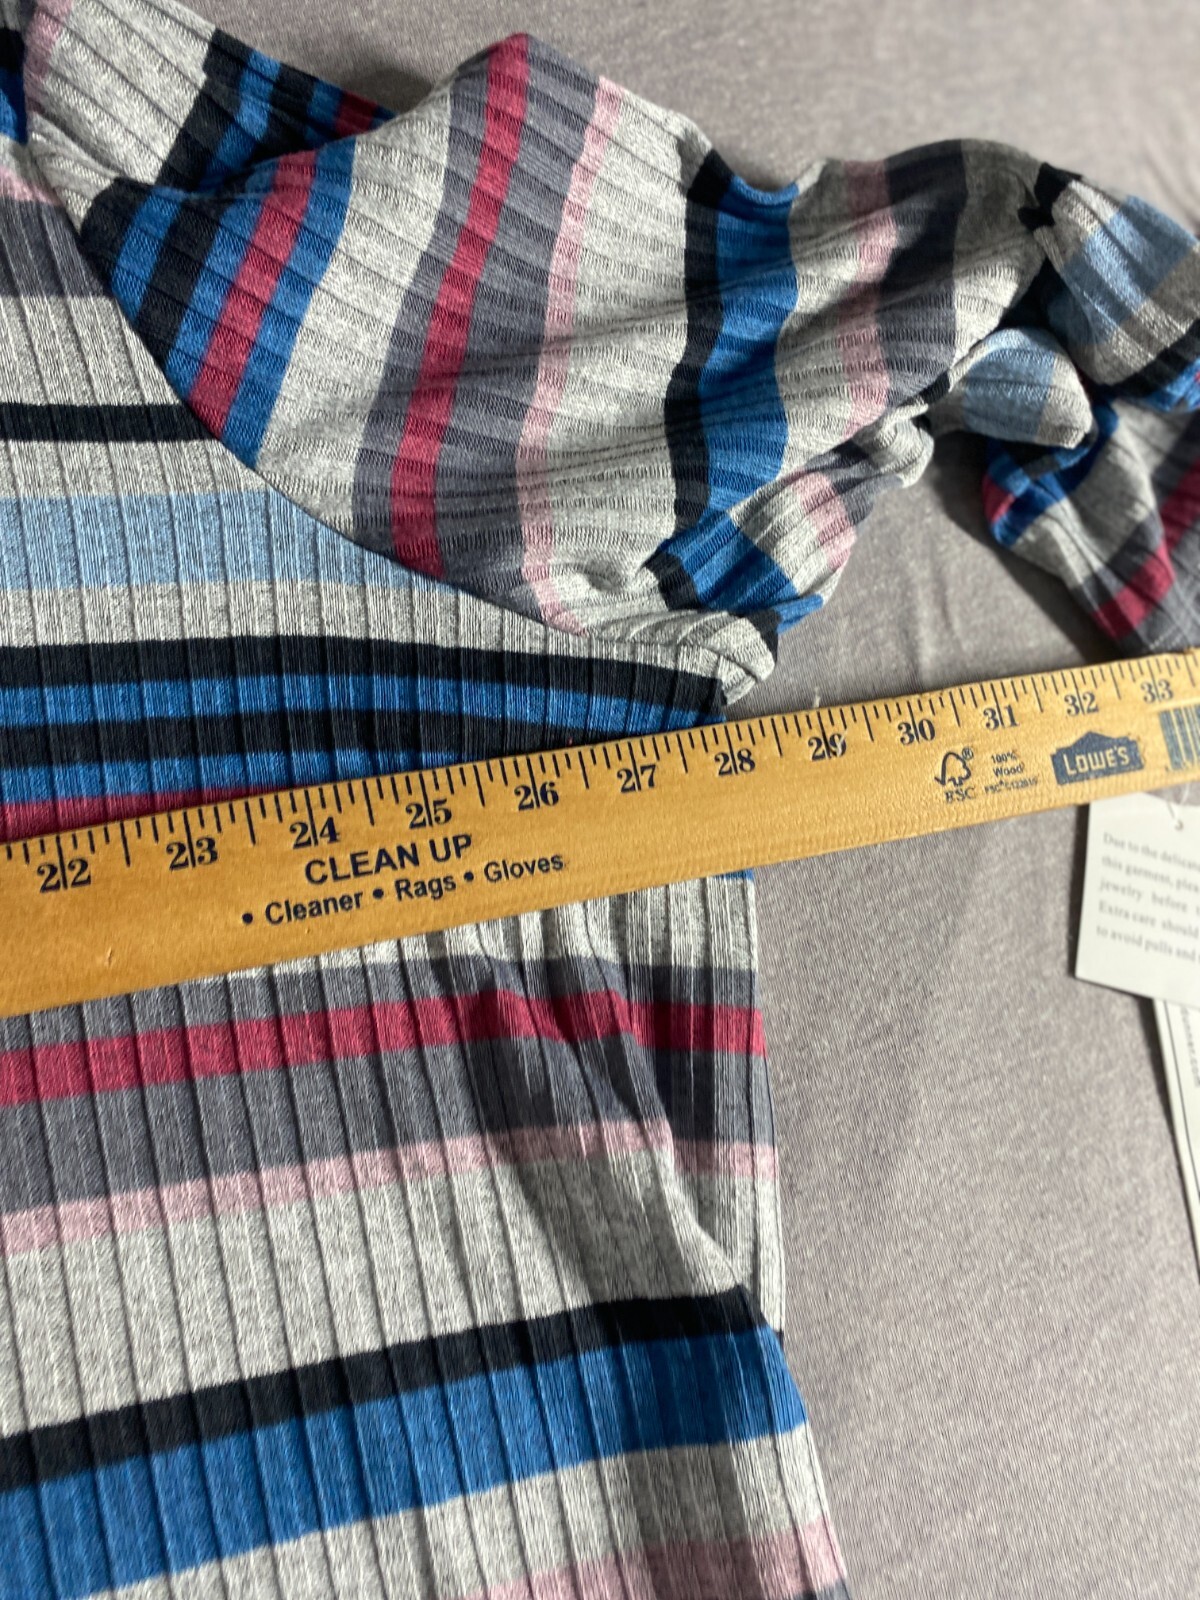 22 23 24 25 26 27 28 29 30 31 32 33
CLEAN UP
• Cleaner • Rags • Gloves
FSC
100%
Wood
LOWE'S
Due to the delica
this garment, plea
jewelry before
Extra care should
to avoid pulls and